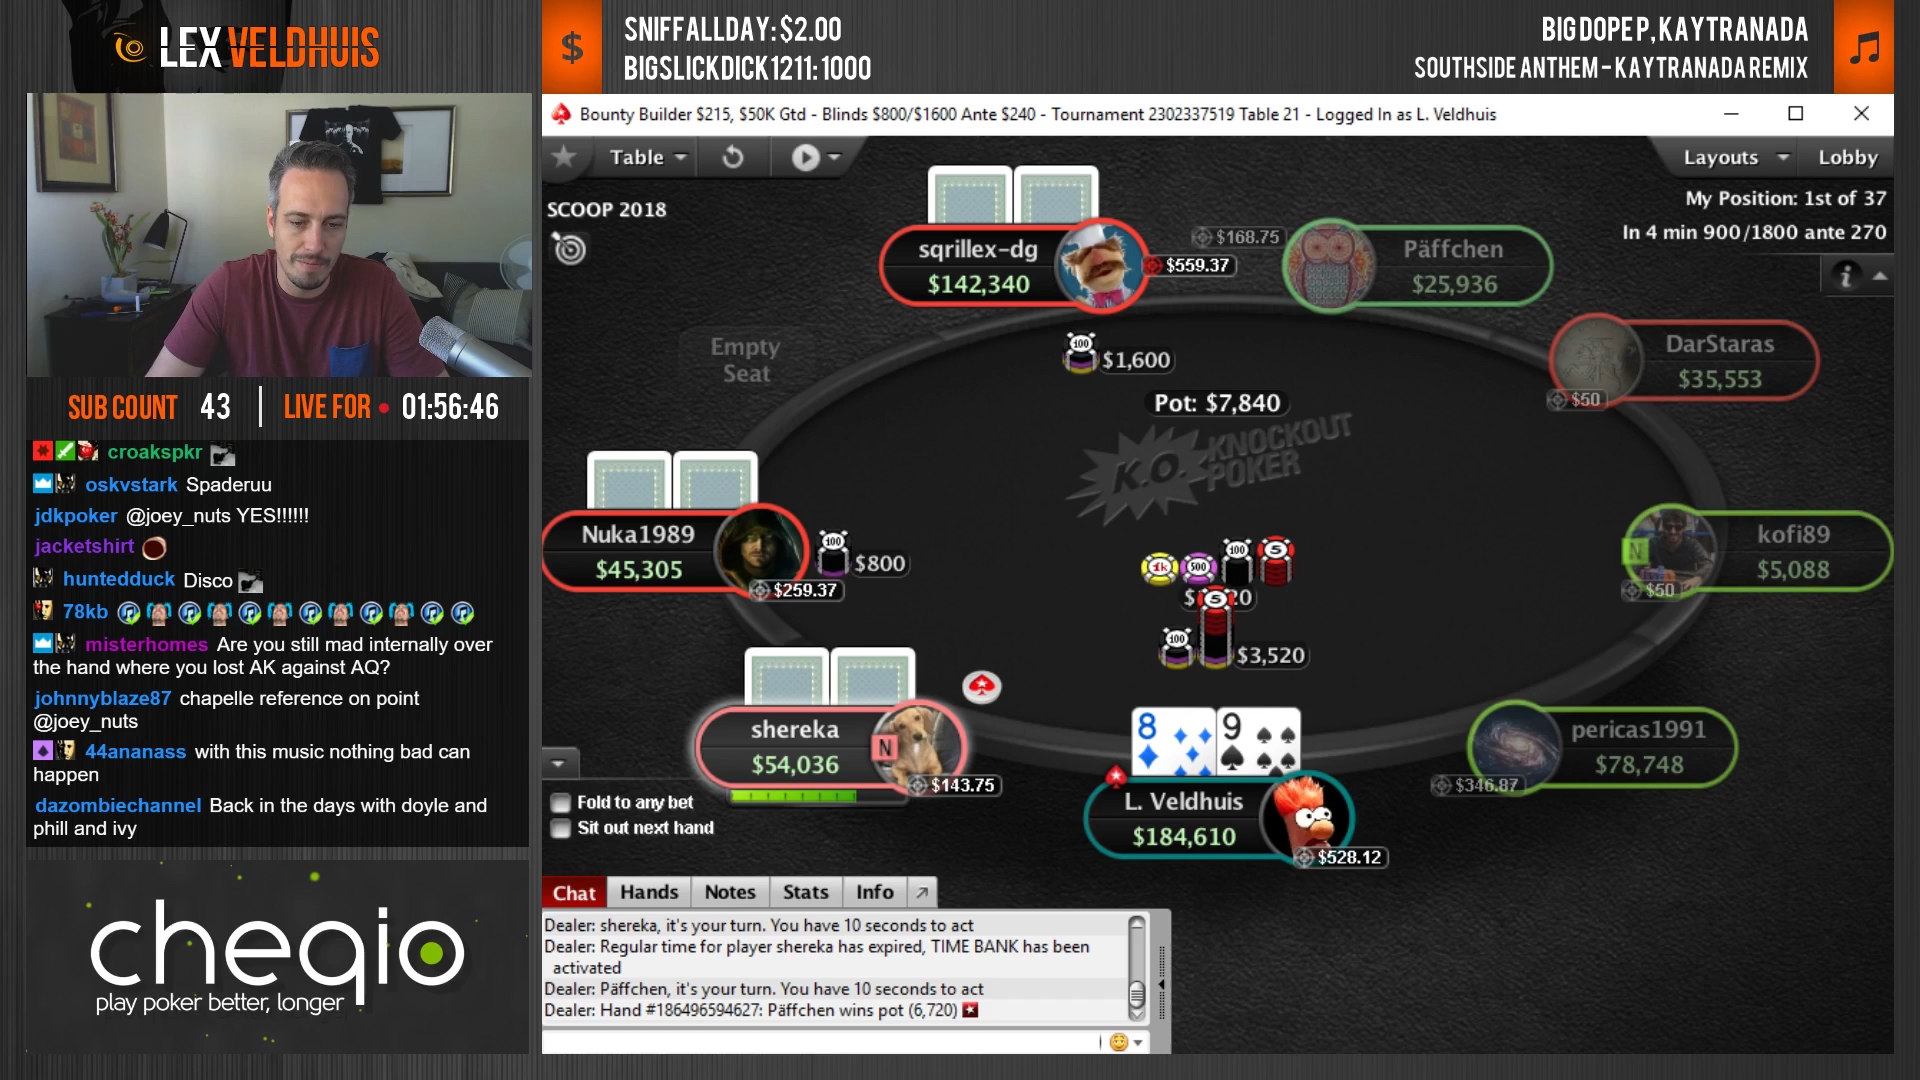 LEX VELDHUIS
$
SNIFFALLDAY: $2.00
BIGSLICKDICK1211: 1000
BIG DOPE P, KAYTRANADA
SOUTHSIDE ANTHEM - KAYTRANADA REMIX
SUB COUNT 43
LIVE FOR 01:56:46
croakspkr
oskvstark Spaderuu
jdkpoker @joey_nuts YES!!!!!!
jacketshirt
huntedduck Disco
78kb
misterhomes Are you still mad internally over
the hand where you lost AK against AQ?
johnnyblaze87 chapelle reference on point
@joey_nuts
44ananass with this music nothing bad can
happen
dazombiechannel Back in the days with doyle and
phill and ivy
cheqio
play poker better, longer
Bounty Builder $215, $50K Gtd - Blinds $800/$1600 Ante $240 - Tournament 2302337519 Table 21 - Logged In as L. Veldhuis
Table
Layouts
Lobby
SCOOP 2018
My Position: 1st of 37
In 4 min 900/1800 ante 270
i
sqrillex-dg
$142,340
$168.75
$559.37
Päffchen
$25,936
DarStaras
$35,553
$50
Empty
Seat
100
$1,600
Pot: $7,840
K.O. KNOCKOUT
POKER
Nuka1989
$45,305
$259.37
100
$800
kofi89
$5,088
N
$50
1k
500
100
5
5
100
$3,520
shereka
$54,036
N
$143.75
8
9
L. Veldhuis
$184,610
$528.12
pericas1991
$78,748
$346.87
Fold to any bet
Sit out next hand
Chat
Hands
Notes
Stats
Info
Dealer: shereka, it's your turn. You have 10 seconds to act
Dealer: Regular time for player shereka has expired, TIME BANK has been
activated
Dealer: Päffchen, it's your turn. You have 10 seconds to act
Dealer: Hand #186496594627: Päffchen wins pot (6,720)